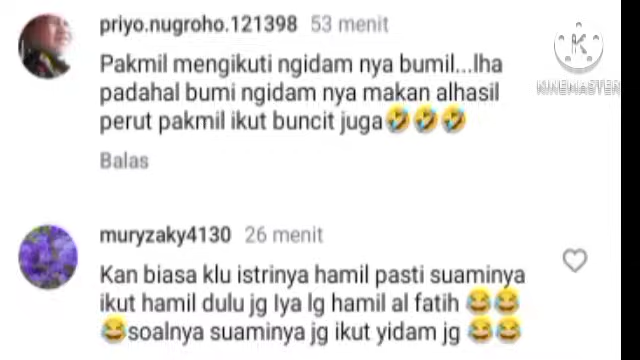 priyo.nugroho.121398 53 menit
Pakmil mengikuti ngidam nya bumil...lha
padahal bumi ngidam nya makan alhasil
perut pakmil ikut buncit juga🤣🤣🤣
Balas
K
KINEMASTER
muryzaky4130 26 menit
Kan biasa klu istrinya hamil pasti suaminya
ikut hamil dulu jg Iya lg hamil al fatih 😂😂
😂soalnya suaminya jg ikut yidam jg 😂😂